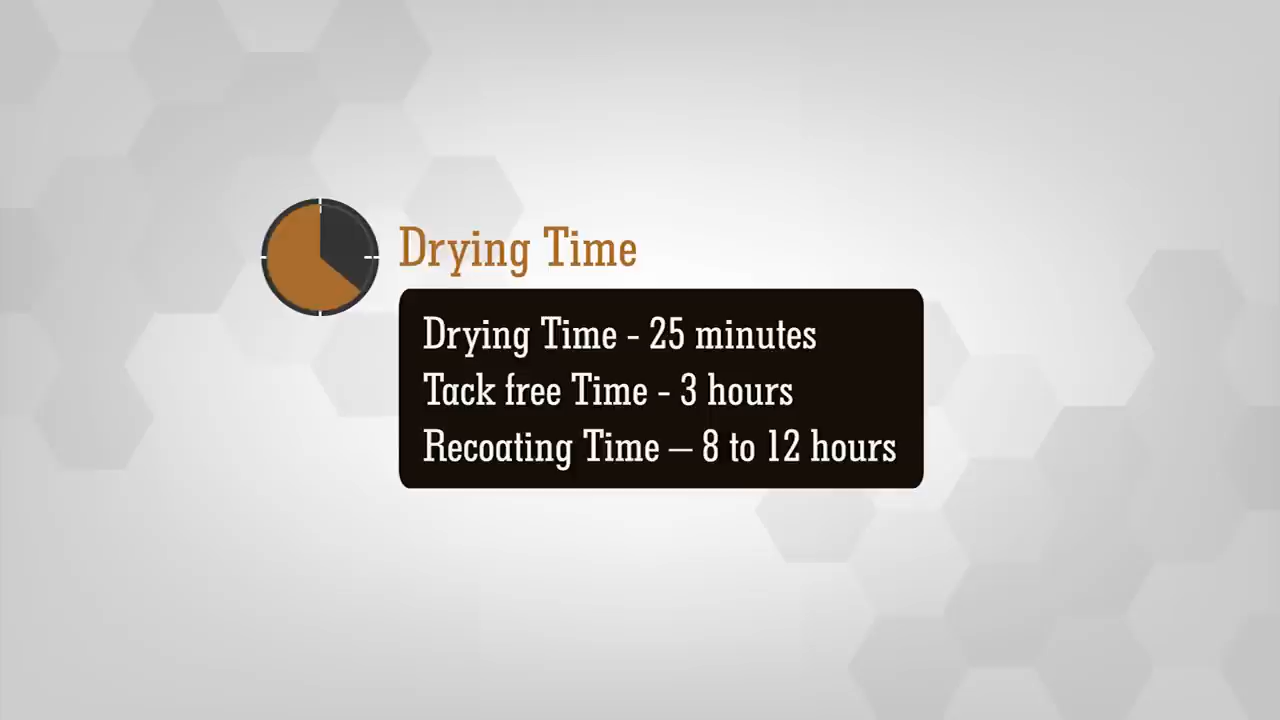 Drying Time
Drying Time - 25 minutes
Tack free Time - 3 hours
Recoating Time – 8 to 12 hours